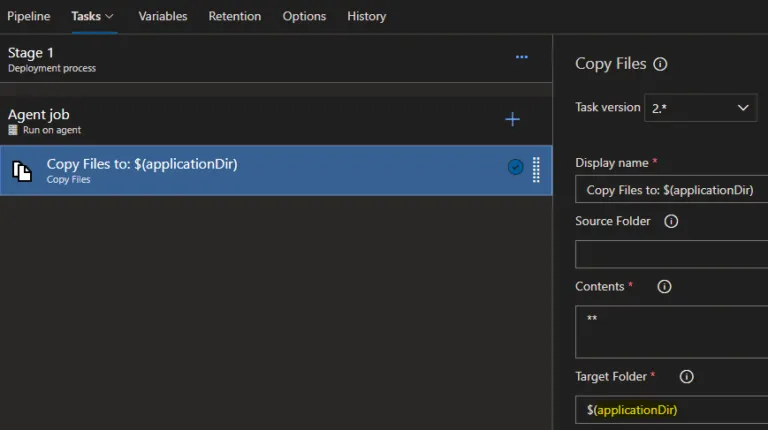 Pipeline Tasks Variables Retention Options History
Stage 1
Deployment process
...
Agent job
Run on agent
Copy Files to: $(applicationDir)
Copy Files
Copy Files
Task version 2.*
Display name *
Copy Files to: $(applicationDir)
Source Folder
Contents *
**
Target Folder *
$(applicationDir)